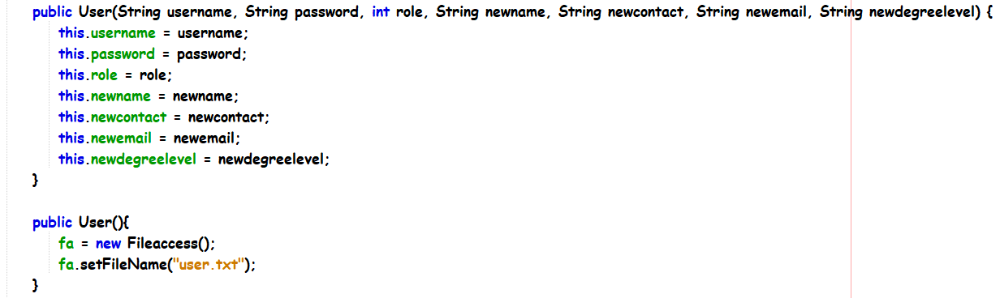 public User(String username, String password, int role, String newname, String newcontact, String newemail, String newdegreelevel) {
this.username = username;
this.password = password;
this.role = role;
this.newname = newname;
this.newcontact = newcontact;
this.newemail = newemail;
this.newdegreelevel = newdegreelevel;
}
public User(){
fa = new Fileaccess();
fa.setFileName("user.txt");
}